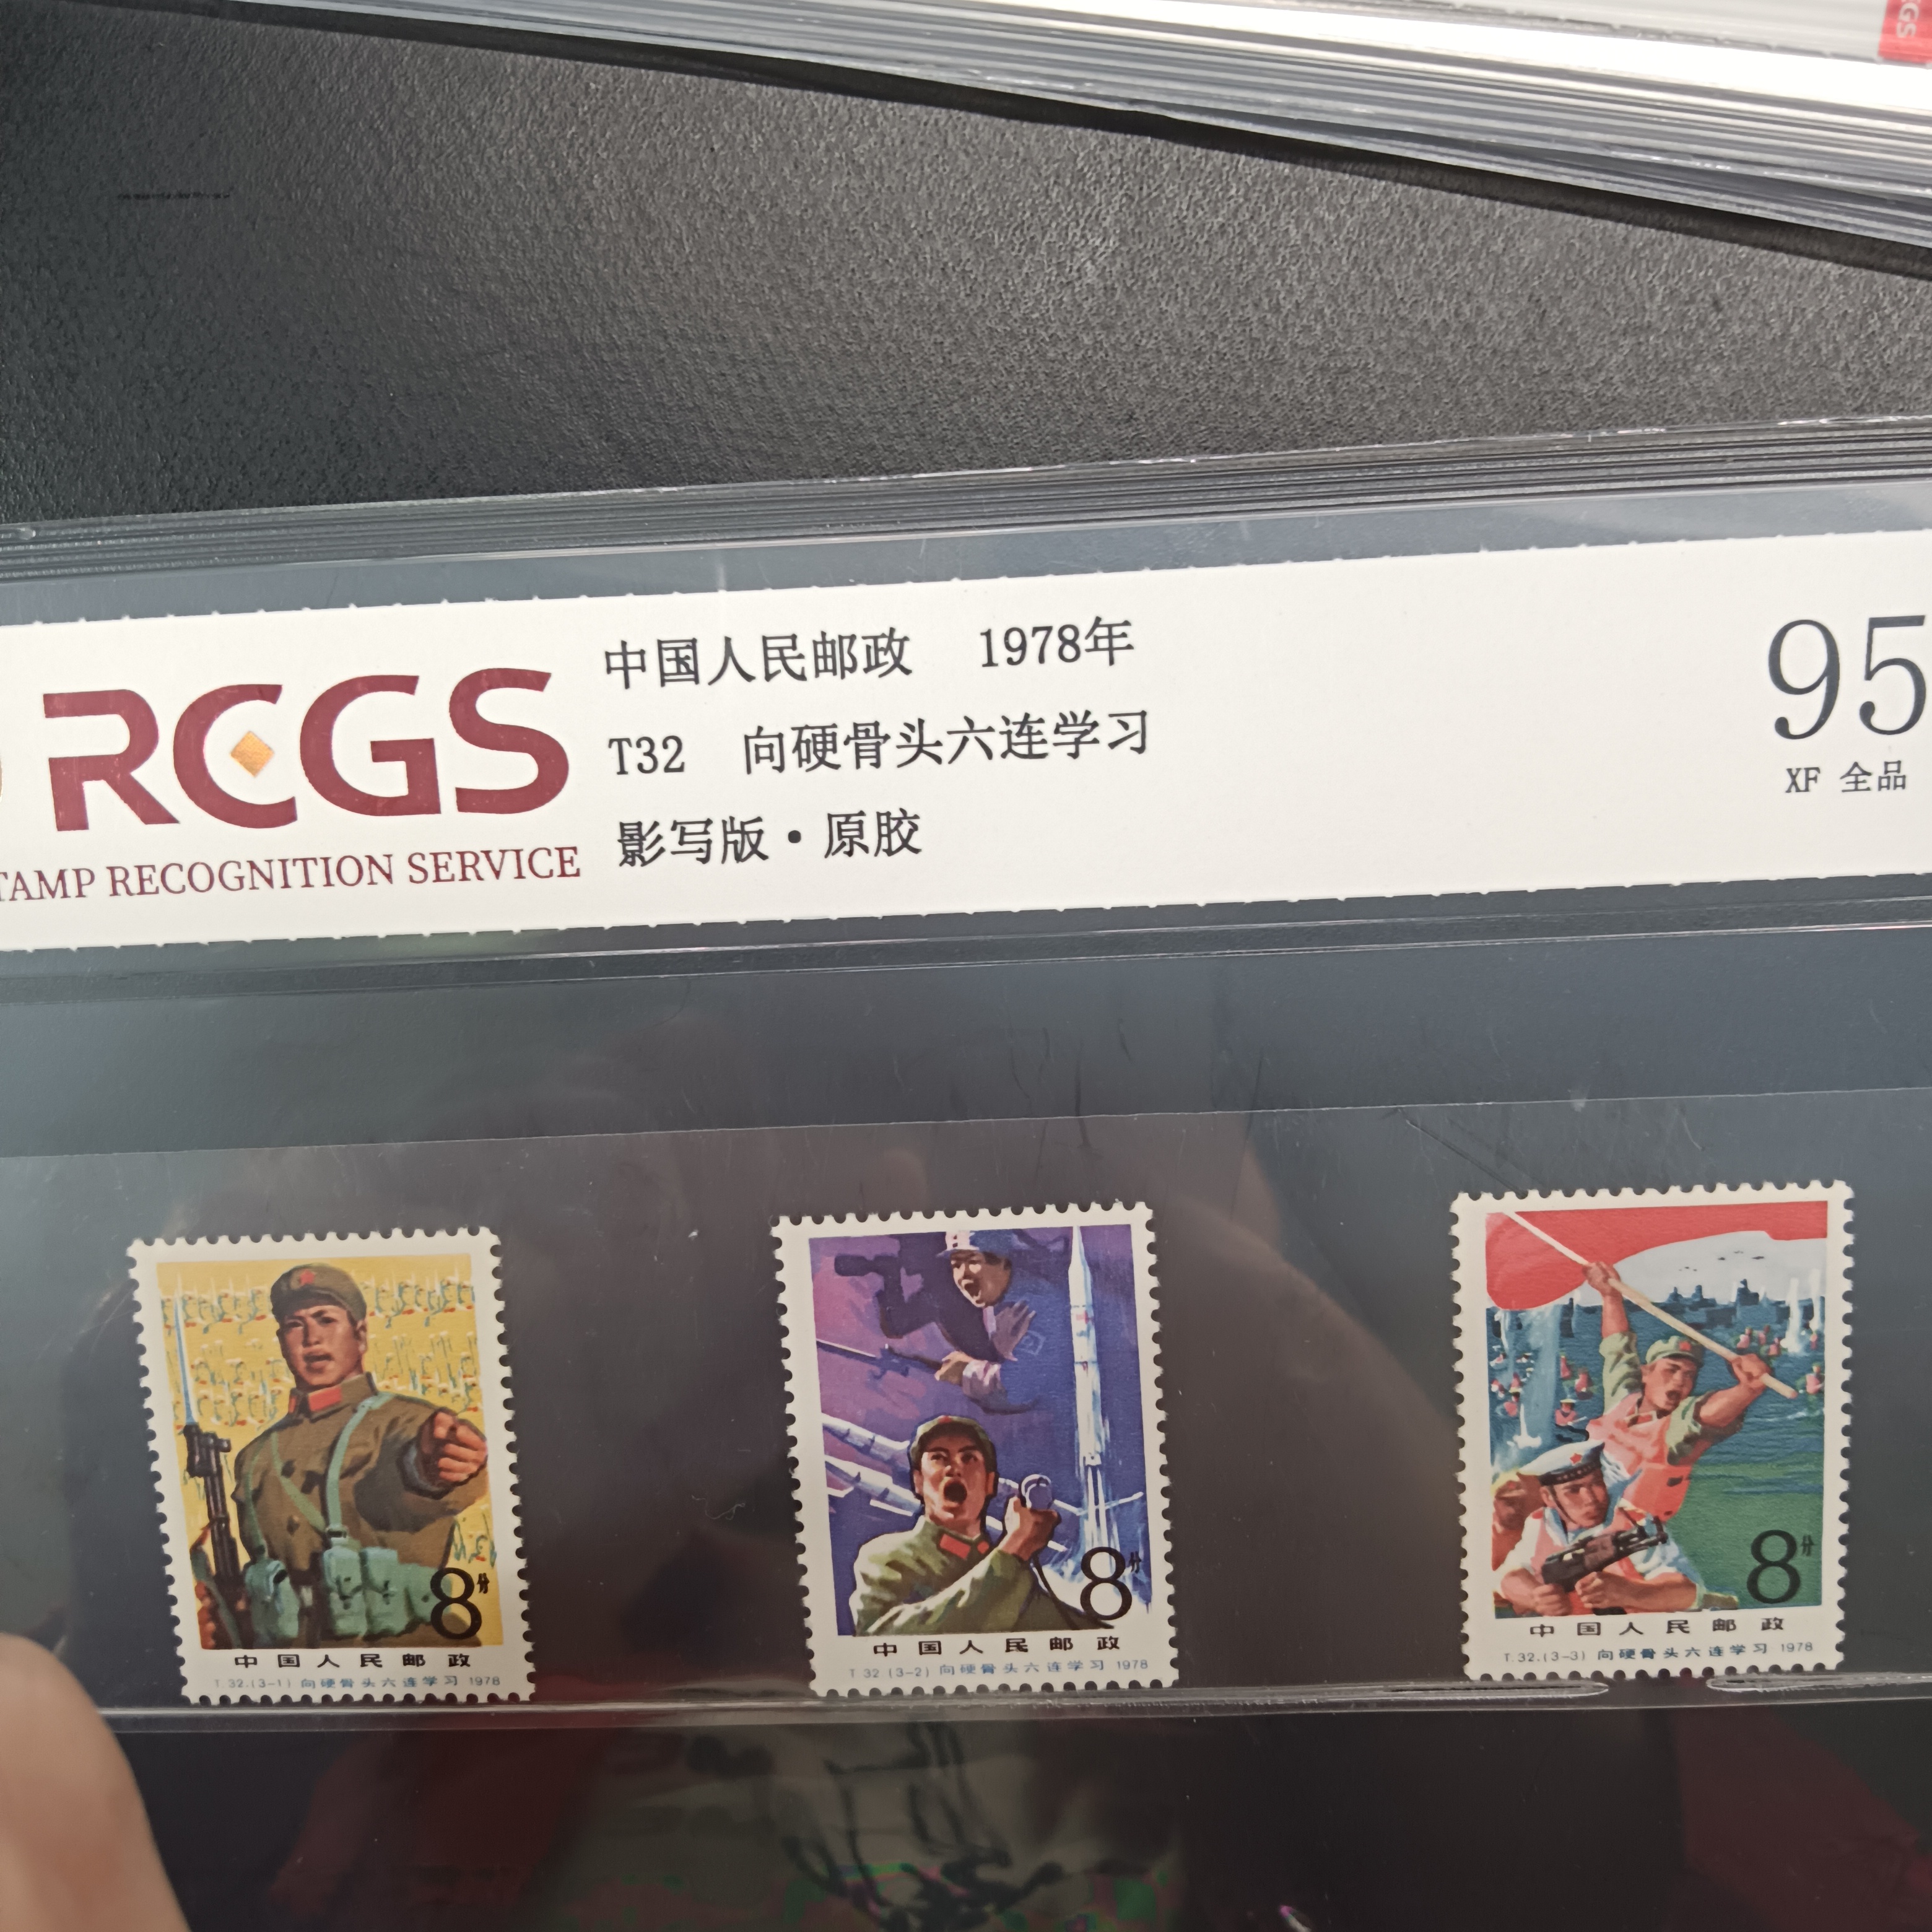 GS
RCGS
TAMP RECOGNITION SERVICE
中国人民邮政 1978年
T32 向硬骨头六连学习
影写版·原胶
95
XF 全品
8分
中国人民邮政
T.32.(3-1) 向硬骨头六连学习 1978
8分
中国人民邮政
T.32.(3-2) 向硬骨头六连学习 1978
8分
中国人民邮政
T.32.(3-3) 向硬骨头六连学习 1978